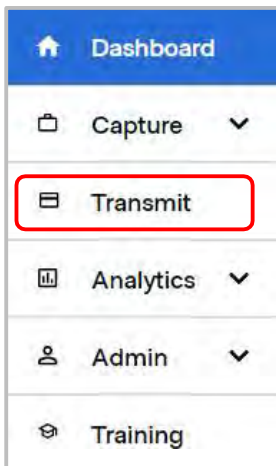 Dashboard
Capture
Transmit
Analytics
Admin
Training